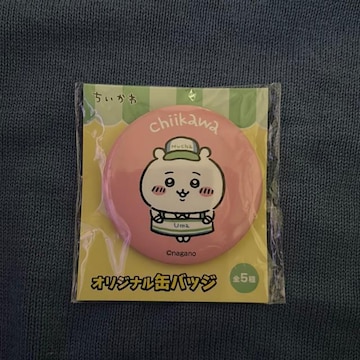 ちいかわ
chiikawa
Mucha
Uma
©nagano
オリジナル缶バッジ
全5種